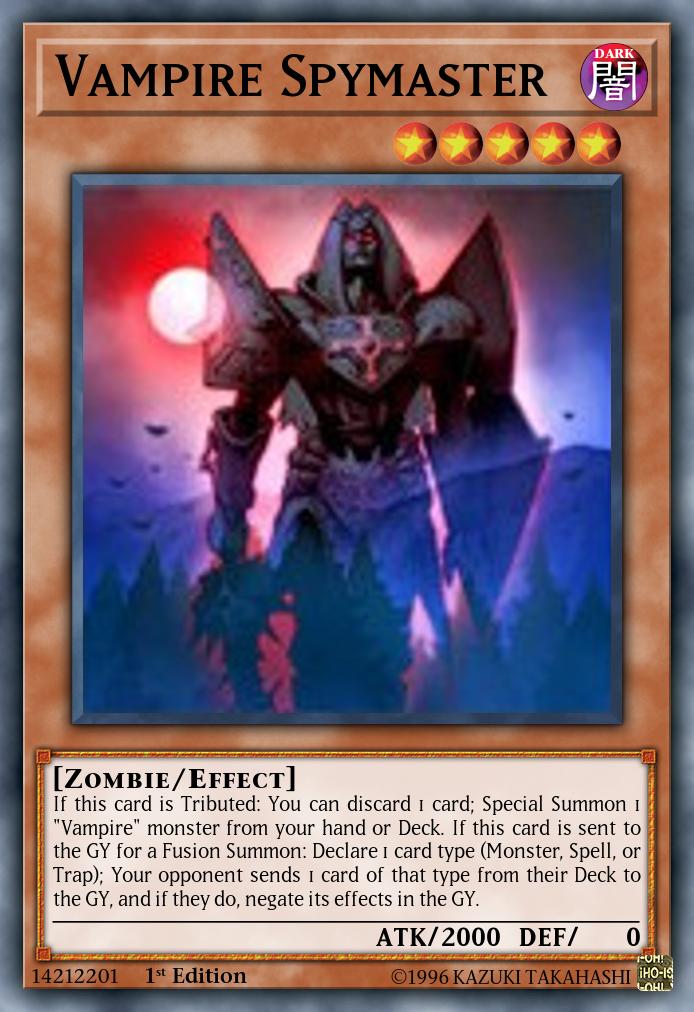 Vampire Spymaster
DARK
闇
[Zombie/Effect]
If this card is Tributed: You can discard 1 card; Special Summon 1
"Vampire" monster from your hand or Deck. If this card is sent to
the GY for a Fusion Summon: Declare 1 card type (Monster, Spell, or
Trap); Your opponent sends 1 card of that type from their Deck to
the GY, and if they do, negate its effects in the GY.
ATK/2000 DEF/ 0
14212201 1st Edition ©1996 KAZUKI TAKAHASHI